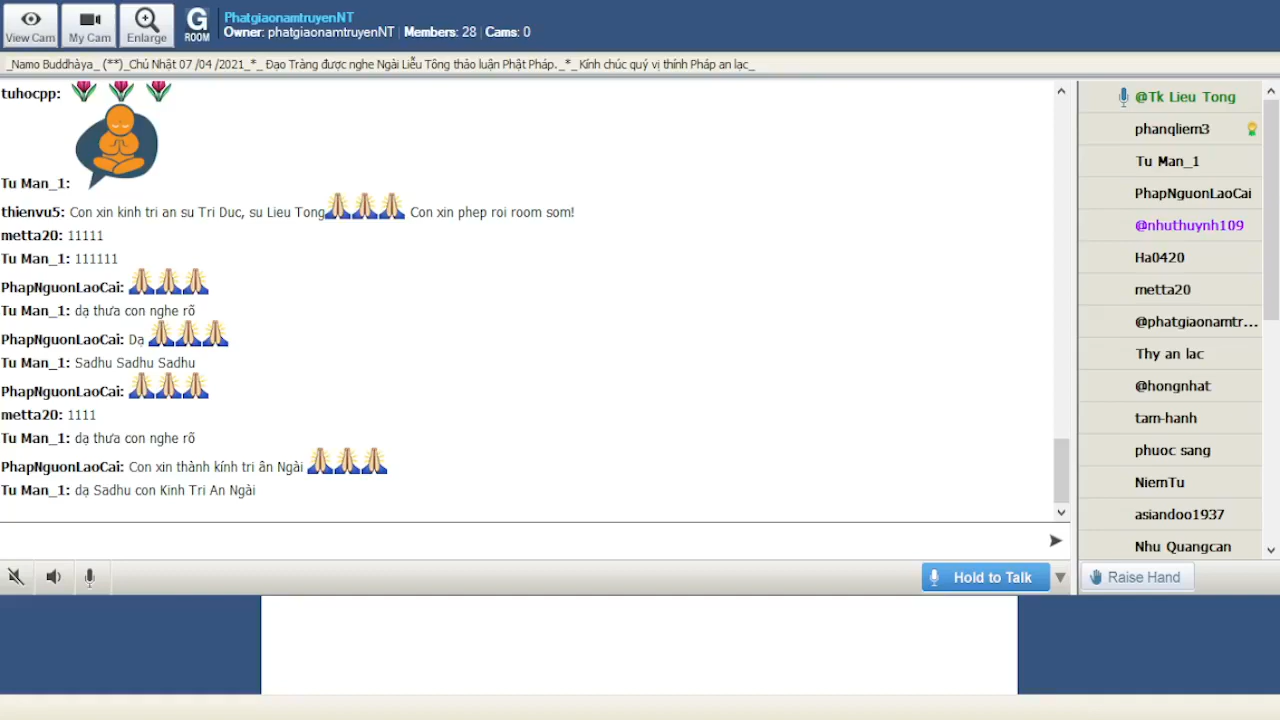 PhatgiaonamtruyenNT
Owner: phatgiaonamtruyenNT | Members: 28 | Cams: 0
View Cam
My Cam
Enlarge
G ROOM
_Namo Buddhàya_ (**)_Chủ Nhật 07 /04 /2021_*_ Đạo Tràng được nghe Ngài Liễu Tông thảo luận Phật Pháp._*_Kính chúc quý vị thính Pháp an lạc_
tuhocpp:
Tu Man_1:
thienvu5: Con xin kinh tri an su Tri Duc, su Lieu Tong Con xin phep roi room som!
metta20: 11111
Tu Man_1: 111111
PhapNguonLaoCai:
Tu Man_1: dạ thưa con nghe rõ
PhapNguonLaoCai: Dạ
Tu Man_1: Sadhu Sadhu Sadhu
PhapNguonLaoCai:
metta20: 1111
Tu Man_1: dạ thưa con nghe rõ
PhapNguonLaoCai: Con xin thành kính tri ân Ngài
Tu Man_1: dạ Sadhu con Kinh Tri An Ngài
@Tk Lieu Tong
phanqliem3
Tu Man_1
PhapNguonLaoCai
@nhuthuynh109
Ha0420
metta20
@phatgiaonamtr...
Thy an lac
@hongnhat
tam-hanh
phuoc sang
NiemTu
asiandoo1937
Nhu Quangcan
Hold to Talk
Raise Hand